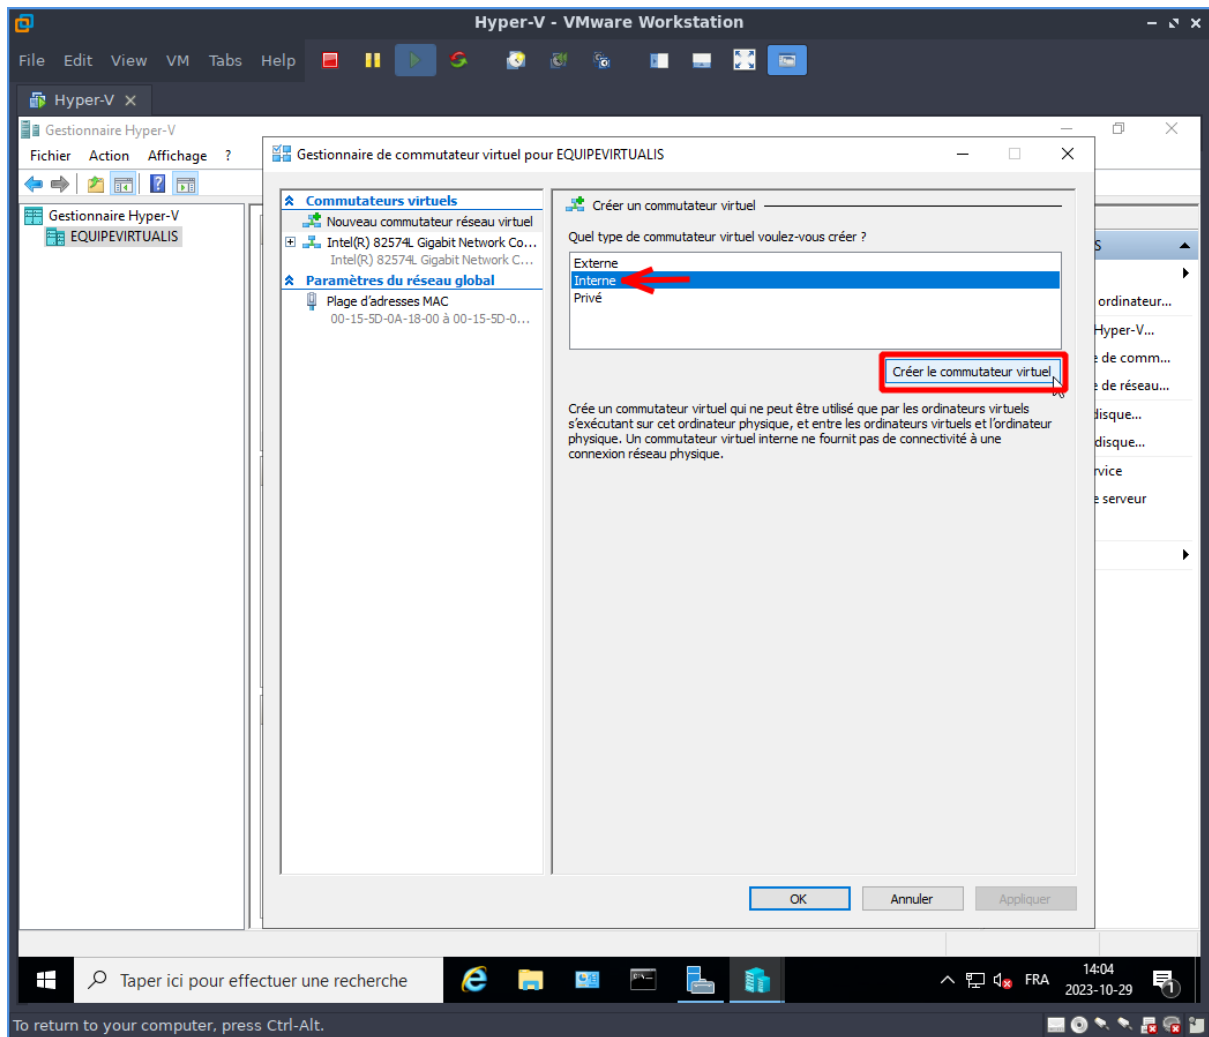 Hyper-V - VMware Workstation
File Edit View VM Tabs Help
Hyper-V
Gestionnaire Hyper-V
Fichier Action Affichage ?
Gestionnaire Hyper-V
EQUIPEVIRTUALIS
Gestionnaire de commutateur virtuel pour EQUIPEVIRTUALIS
Commutateurs virtuels
Nouveau commutateur réseau virtuel
Intel(R) 82574L Gigabit Network Co...
Intel(R) 82574L Gigabit Network C...
Paramètres du réseau global
Plage d'adresses MAC
00-15-5D-0A-18-00 à 00-15-5D-0...
Créer un commutateur virtuel
Quel type de commutateur virtuel voulez-vous créer ?
Externe
Interne
Privé
Créer le commutateur virtuel
Crée un commutateur virtuel qui ne peut être utilisé que par les ordinateurs virtuels
s'exécutant sur cet ordinateur physique, et entre les ordinateurs virtuels et l'ordinateur
physique. Un commutateur virtuel interne ne fournit pas de connectivité à une
connexion réseau physique.
OK Annuler Appliquer
S
ordinateur...
Hyper-V...
de comm...
de réseau...
disque...
disque...
rvice
e serveur
Taper ici pour effectuer une recherche
FRA
14:04
2023-10-29
1
To return to your computer, press Ctrl-Alt.